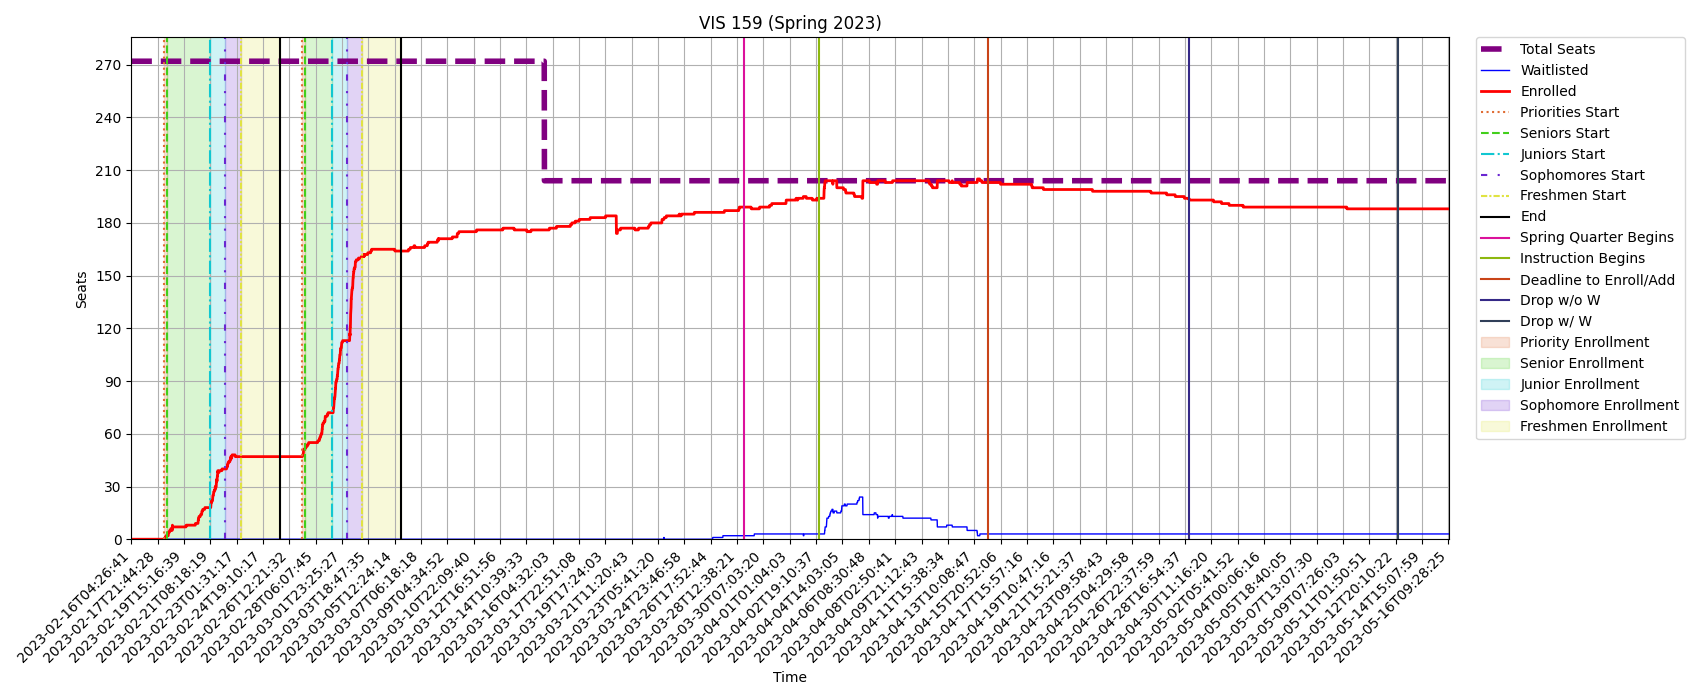 VIS 159 (Spring 2023)
Seats
270
240
210
180
150
120
90
60
30
0
2023-02-16T04:26:41
2023-02-17T21:44:28
2023-02-19T15:16:39
2023-02-21T08:18:19
2023-02-23T01:31:17
2023-02-24T19:10:17
2023-02-26T12:21:32
2023-02-28T06:07:45
2023-03-01T23:25:27
2023-03-03T18:47:35
2023-03-05T12:24:14
2023-03-07T06:18:18
2023-03-09T04:34:52
2023-03-10T22:09:40
2023-03-12T16:51:56
2023-03-14T10:39:33
2023-03-16T04:32:03
2023-03-17T22:51:08
2023-03-19T17:24:03
2023-03-21T11:20:43
2023-03-23T05:41:20
2023-03-24T23:46:58
2023-03-26T17:52:44
2023-03-28T12:38:21
2023-03-30T07:03:20
2023-04-01T01:04:03
2023-04-02T19:10:37
2023-04-04T14:03:05
2023-04-06T08:30:48
2023-04-08T02:50:41
2023-04-09T21:12:43
2023-04-11T15:38:34
2023-04-13T10:08:47
2023-04-15T20:52:06
2023-04-17T15:57:16
2023-04-19T10:47:16
2023-04-21T15:21:37
2023-04-23T09:58:43
2023-04-25T04:29:58
2023-04-26T22:37:59
2023-04-28T16:54:37
2023-04-30T11:16:20
2023-05-02T05:41:52
2023-05-04T00:06:16
2023-05-05T18:40:05
2023-05-07T13:07:30
2023-05-09T07:26:03
2023-05-11T01:50:51
2023-05-12T20:10:22
2023-05-14T15:07:59
2023-05-16T09:28:25
Time
Total Seats
Waitlisted
Enrolled
Priorities Start
Seniors Start
Juniors Start
Sophomores Start
Freshmen Start
End
Spring Quarter Begins
Instruction Begins
Deadline to Enroll/Add
Drop w/o W
Drop w/ W
Priority Enrollment
Senior Enrollment
Junior Enrollment
Sophomore Enrollment
Freshmen Enrollment